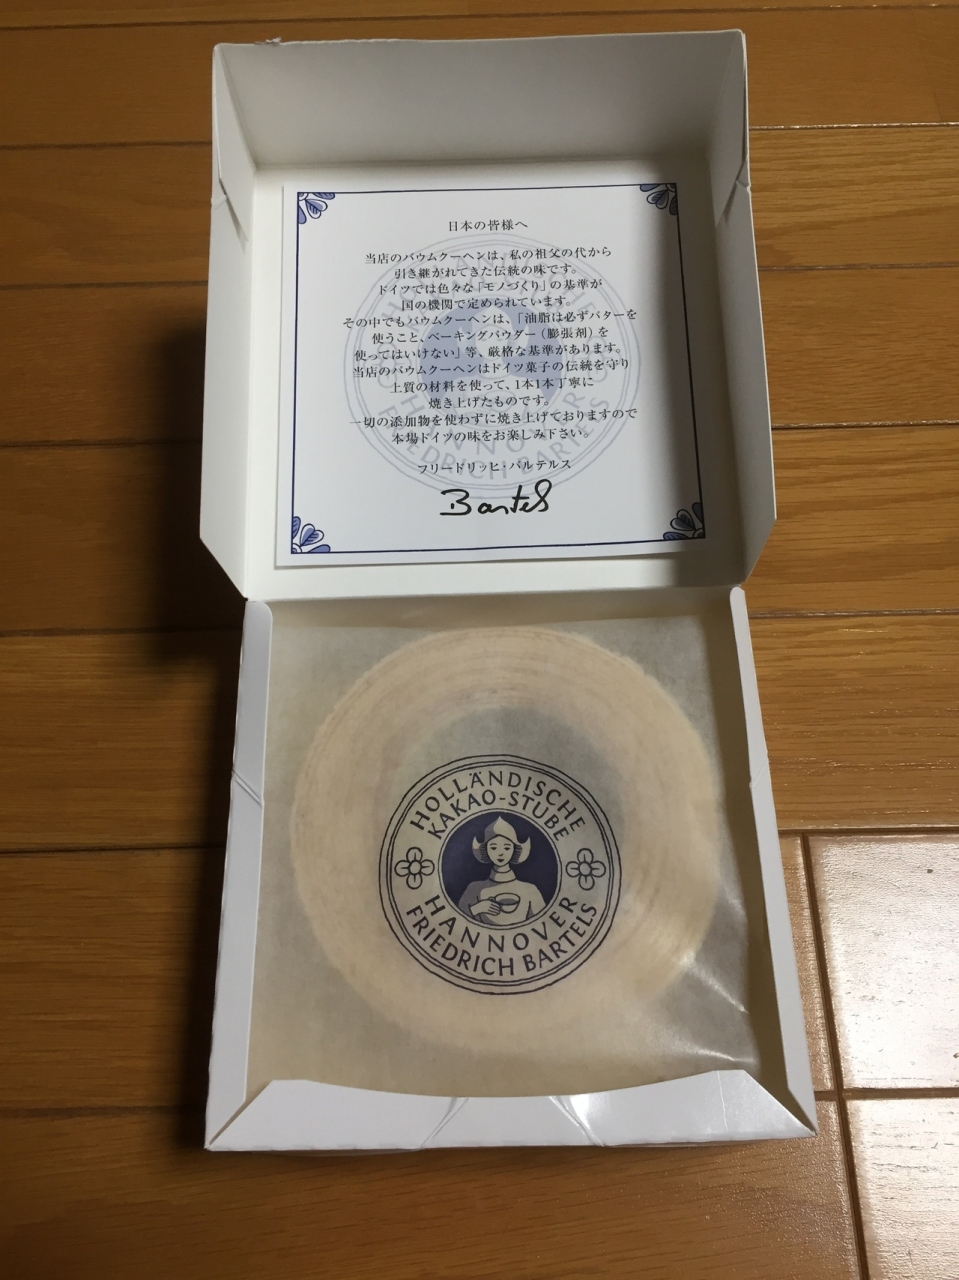 日本の皆様へ
当店のバウムクーヘンは、私の祖父の代から
引き継がれてきた伝統の味です。
ドイツでは色々な「モノづくり」の基準が
国の機関で定められています。
その中でもバウムクーヘンは、「油脂は必ずバターを
使うこと、ベーキングパウダー（膨張剤）を
使ってはいけない」等、厳格な基準があります。
当店のバウムクーヘンはドイツ菓子の伝統を守り
上質の材料を使って、1本1本丁寧に
焼き上げたものです。
一切の添加物を使わずに焼き上げておりますので
本場ドイツの味をお楽しみ下さい。
フリードリッヒ・バルテルス
Bartels
HOLLÄNDISCHE
KAKAO-STUBE
HANNOVER
FRIEDRICH BARTELS